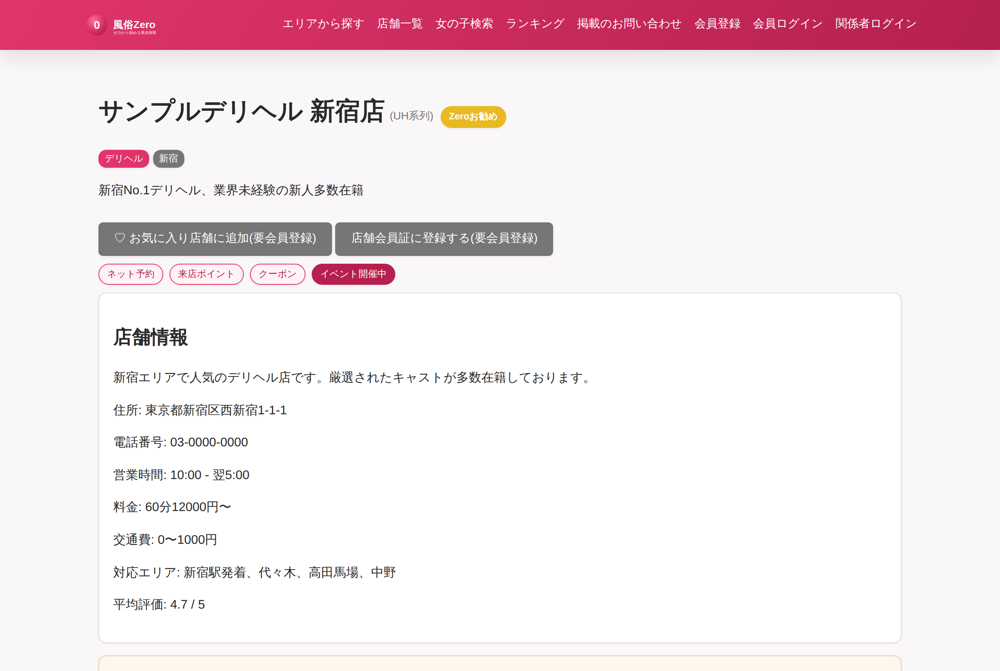 0
風俗Zero
ゼロから始める風俗体験
エリアから探す 店舗一覧 女の子検索 ランキング 掲載のお問い合わせ 会員登録 会員ログイン 関係者ログイン
サンプルデリヘル 新宿店 (UH系列) Zeroお勧め
デリヘル 新宿
新宿No.1デリヘル、業界未経験の新人多数在籍
♡ お気に入り店舗に追加(要会員登録) 店舗会員証に登録する(要会員登録)
ネット予約 来店ポイント クーポン イベント開催中
店舗情報
新宿エリアで人気のデリヘル店です。厳選されたキャストが多数在籍しております。
住所: 東京都新宿区西新宿1-1-1
電話番号: 03-0000-0000
営業時間: 10:00 - 翌5:00
料金: 60分12000円〜
交通費: 0〜1000円
対応エリア: 新宿駅発着、代々木、高田馬場、中野
平均評価: 4.7 / 5